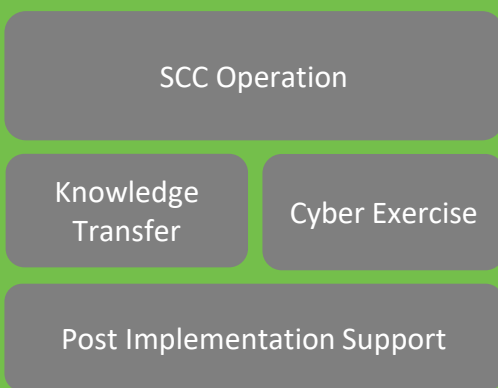 SCC Operation
Knowledge
Transfer
Cyber Exercise
Post Implementation Support